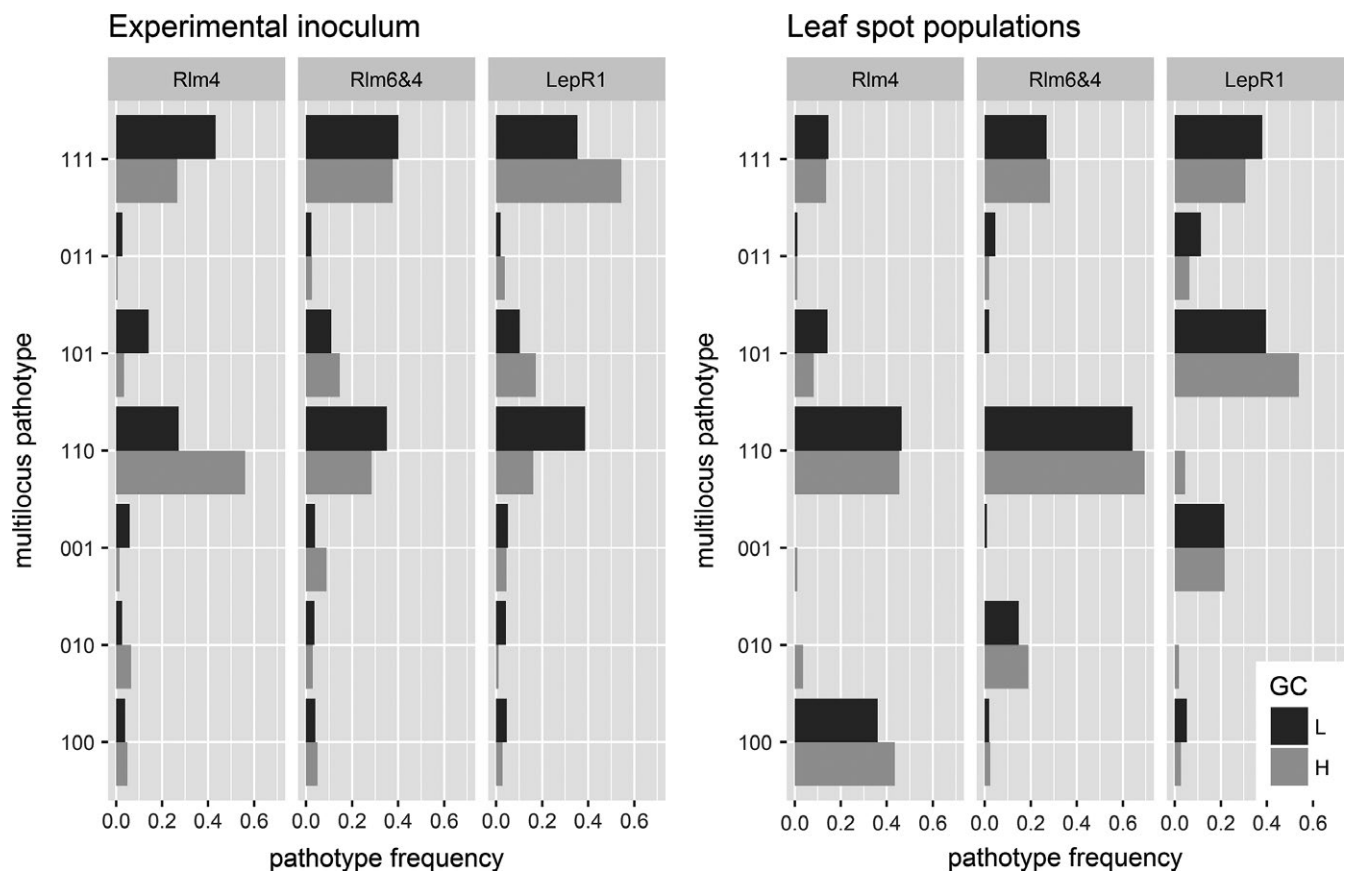 Experimental inoculum
Rlm4 Rlm6&4 LepR1
multilocus pathotype
111
011
101
110
001
010
100
0.0 0.2 0.4 0.6 0.0 0.2 0.4 0.6 0.0 0.2 0.4 0.6
pathotype frequency
Leaf spot populations
Rlm4 Rlm6&4 LepR1
multilocus pathotype
111
011
101
110
001
010
100
0.0 0.2 0.4 0.6 0.0 0.2 0.4 0.6 0.0 0.2 0.4 0.6
pathotype frequency
GC
L
H